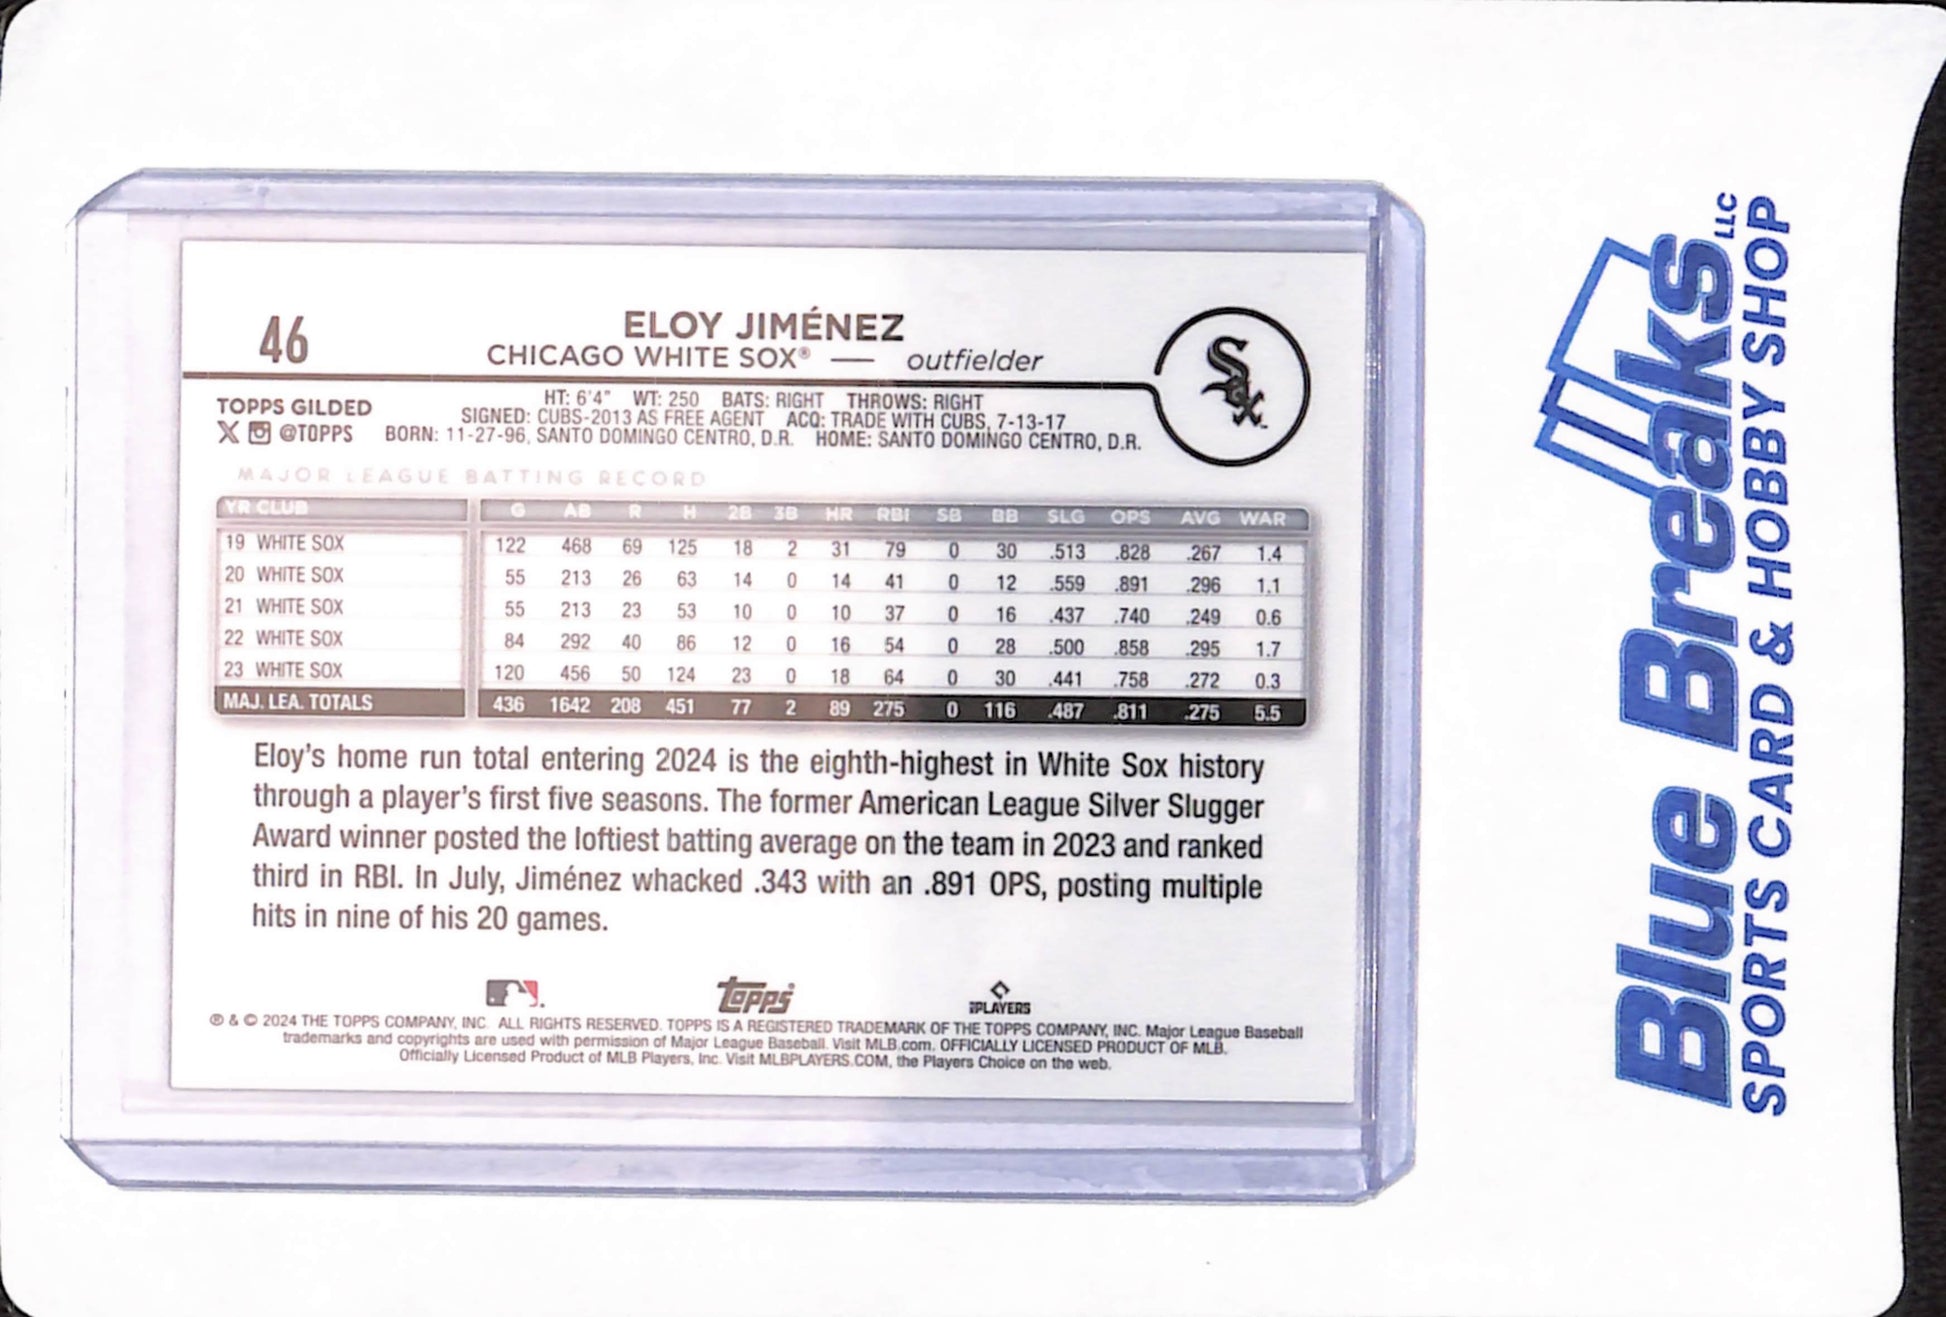 46
ELOY JIMÉNEZ
CHICAGO WHITE SOX® — outfielder
Sox
TOPPS GILDED
X @TOPPS
HT: 6'4" WT: 250 BATS: RIGHT THROWS: RIGHT
SIGNED: CUBS-2013 AS FREE AGENT ACQ: TRADE WITH CUBS, 7-13-17
BORN: 11-27-96, SANTO DOMINGO CENTRO, D.R. HOME: SANTO DOMINGO CENTRO, D.R.
MAJOR LEAGUE BATTING RECORD
YR CLUB G AB R H 2B 3B HR RBI SB BB SLG OPS AVG WAR
19 WHITE SOX 122 468 69 125 18 2 31 79 0 30 .513 .828 .267 1.4
20 WHITE SOX 55 213 26 63 14 0 14 41 0 12 .559 .891 .296 1.1
21 WHITE SOX 55 213 23 53 10 0 10 37 0 16 .437 .740 .249 0.6
22 WHITE SOX 84 292 40 86 12 0 16 54 0 28 .500 .858 .295 1.7
23 WHITE SOX 120 456 50 124 23 0 18 64 0 30 .441 .758 .272 0.3
MAJ. LEA. TOTALS 436 1642 208 451 77 2 89 275 0 116 .487 .811 .275 5.5
Eloy's home run total entering 2024 is the eighth-highest in White Sox history
through a player's first five seasons. The former American League Silver Slugger
Award winner posted the loftiest batting average on the team in 2023 and ranked
third in RBI. In July, Jiménez whacked .343 with an .891 OPS, posting multiple
hits in nine of his 20 games.
topps
PLAYERS
® & © 2024 THE TOPPS COMPANY, INC. ALL RIGHTS RESERVED. TOPPS IS A REGISTERED TRADEMARK OF THE TOPPS COMPANY, INC. Major League Baseball
trademarks and copyrights are used with permission of Major League Baseball. Visit MLB.com. OFFICIALLY LICENSED PRODUCT OF MLB.
Officially Licensed Product of MLB Players, Inc. Visit MLBPLAYERS.COM, the Players Choice on the web.
Blue Breaks LLC
SPORTS CARD & HOBBY SHOP